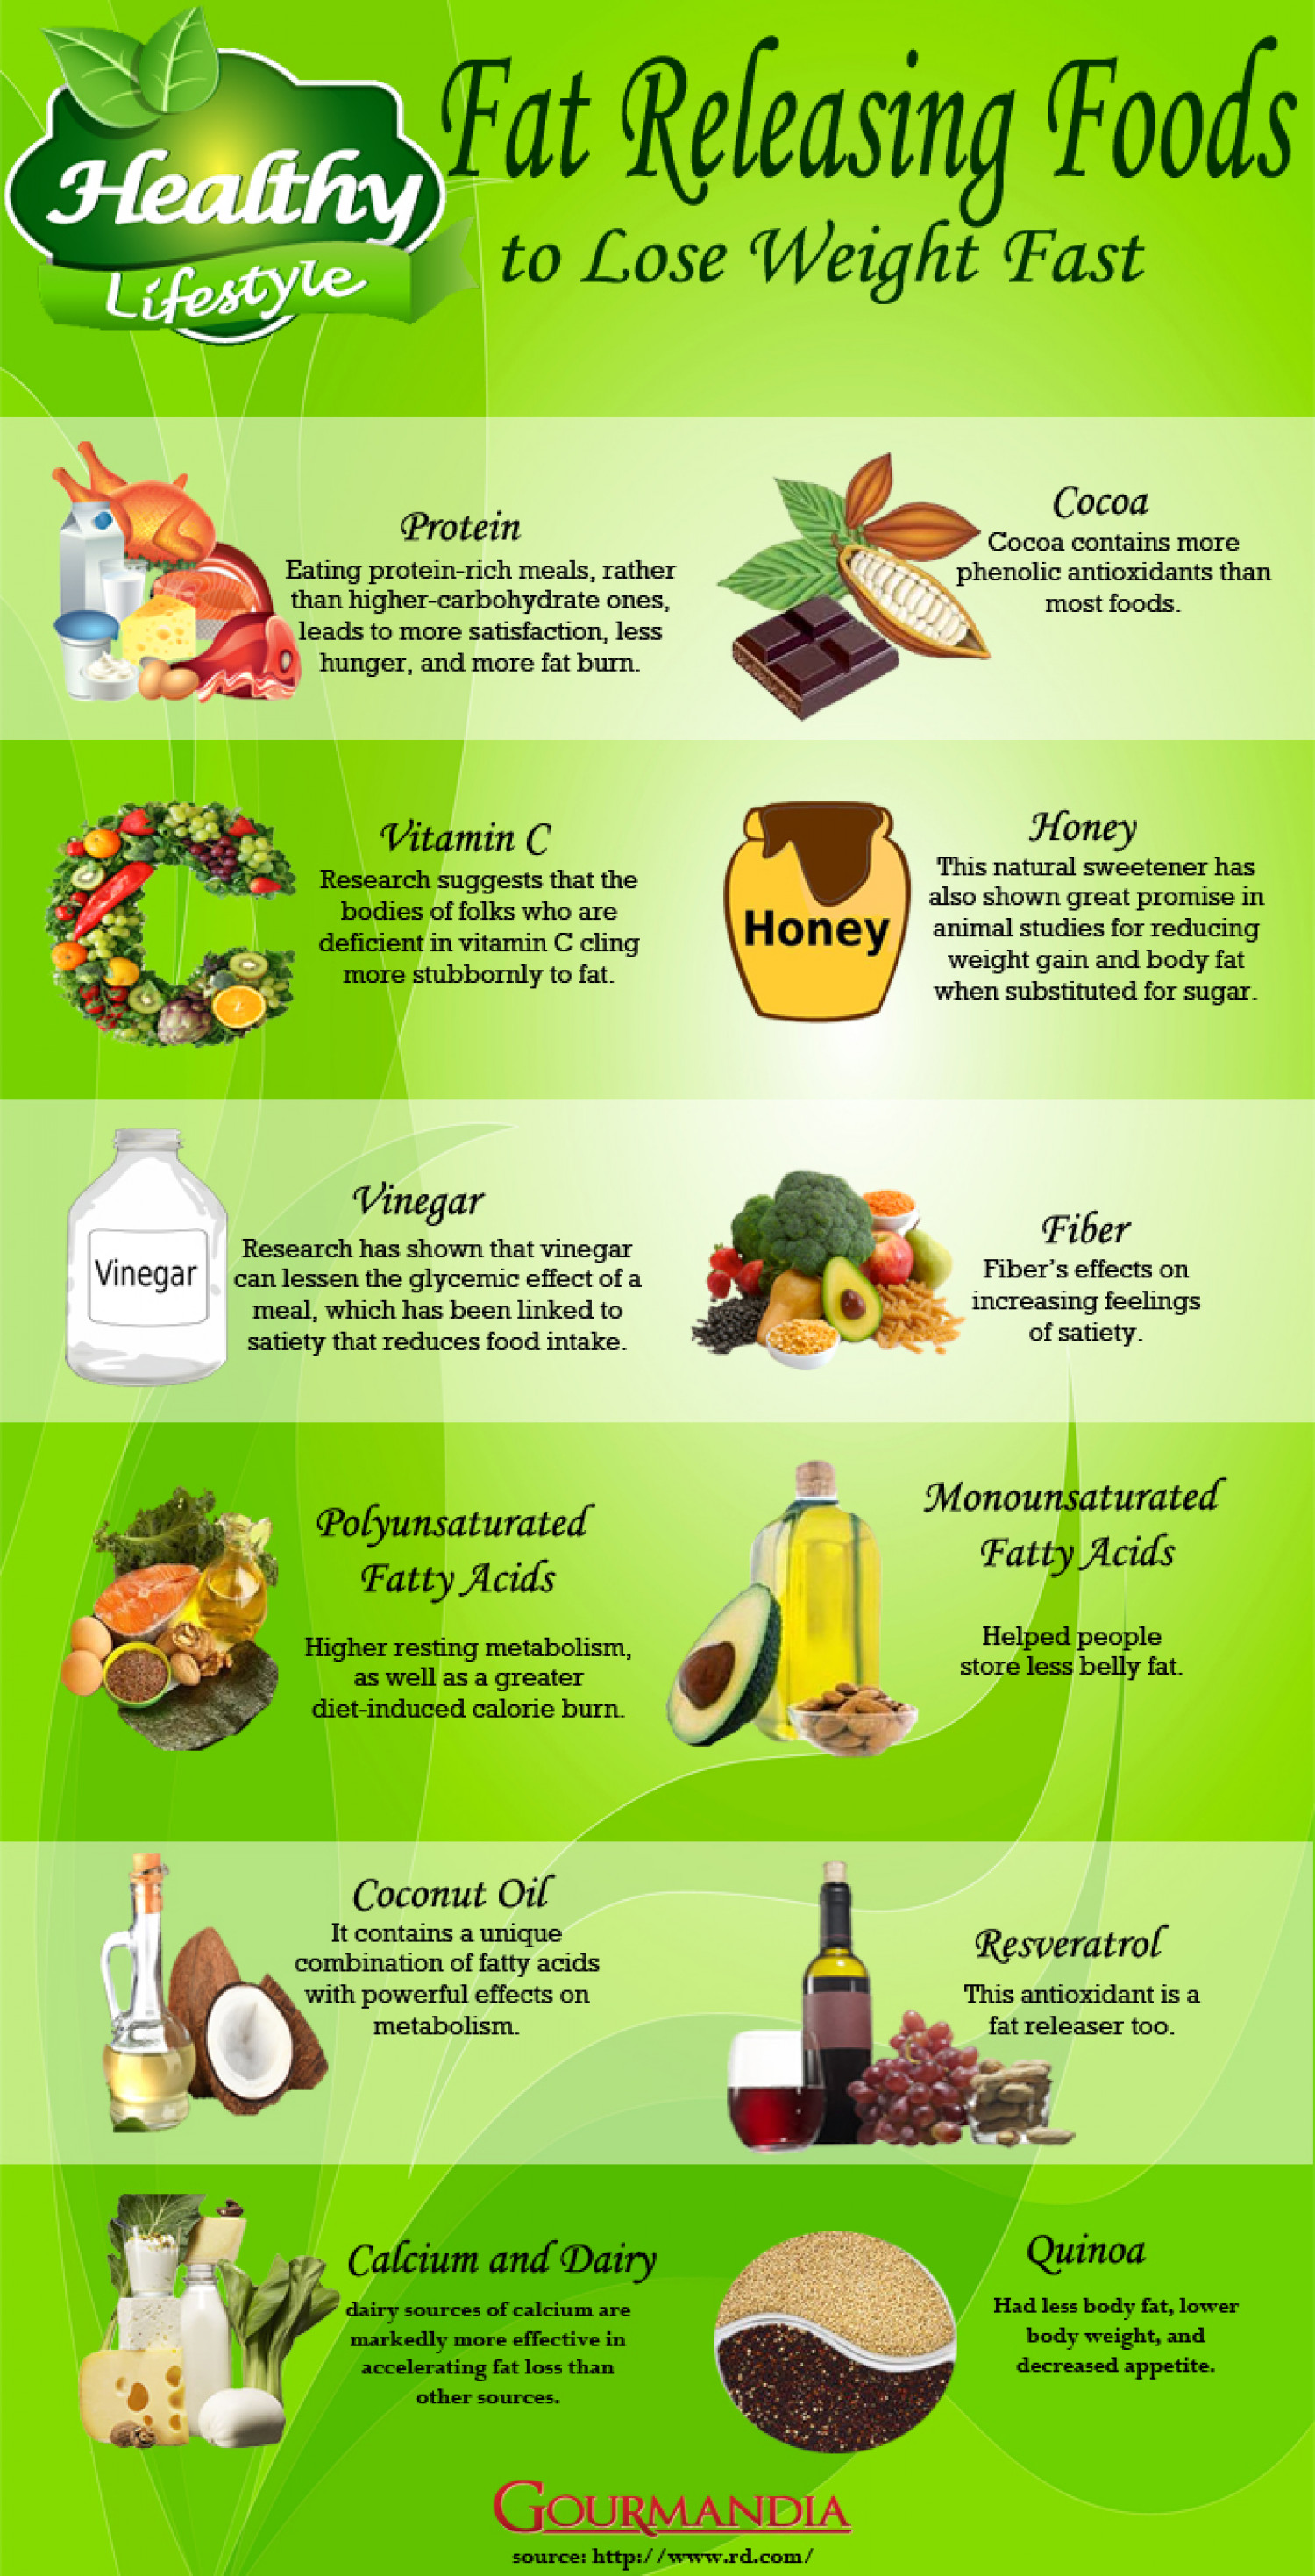 Healthy
Lifestyle
Fat Releasing Foods
to Lose Weight Fast
Protein
Eating protein-rich meals, rather
than higher-carbohydrate ones,
leads to more satisfaction, less
hunger, and more fat burn.
Cocoa
Cocoa contains more
phenolic antioxidants than
most foods.
Vitamin C
Research suggests that the
bodies of folks who are
deficient in vitamin C cling
more stubbornly to fat.
Honey
Honey
This natural sweetener has
also shown great promise in
animal studies for reducing
weight gain and body fat
when substituted for sugar.
Vinegar
Vinegar
Research has shown that vinegar
can lessen the glycemic effect of a
meal, which has been linked to
satiety that reduces food intake.
Fiber
Fiber's effects on
increasing feelings
of satiety.
Polyunsaturated
Fatty Acids
Higher resting metabolism,
as well as a greater
diet-induced calorie burn.
Monounsaturated
Fatty Acids
Helped people
store less belly fat.
Coconut Oil
It contains a unique
combination of fatty acids
with powerful effects on
metabolism.
Resveratrol
This antioxidant is a
fat releaser too.
Calcium and Dairy
dairy sources of calcium are
markedly more effective in
accelerating fat loss than
other sources.
Quinoa
Had less body fat, lower
body weight, and
decreased appetite.
GOURMANDIA
source: http://www.rd.com/